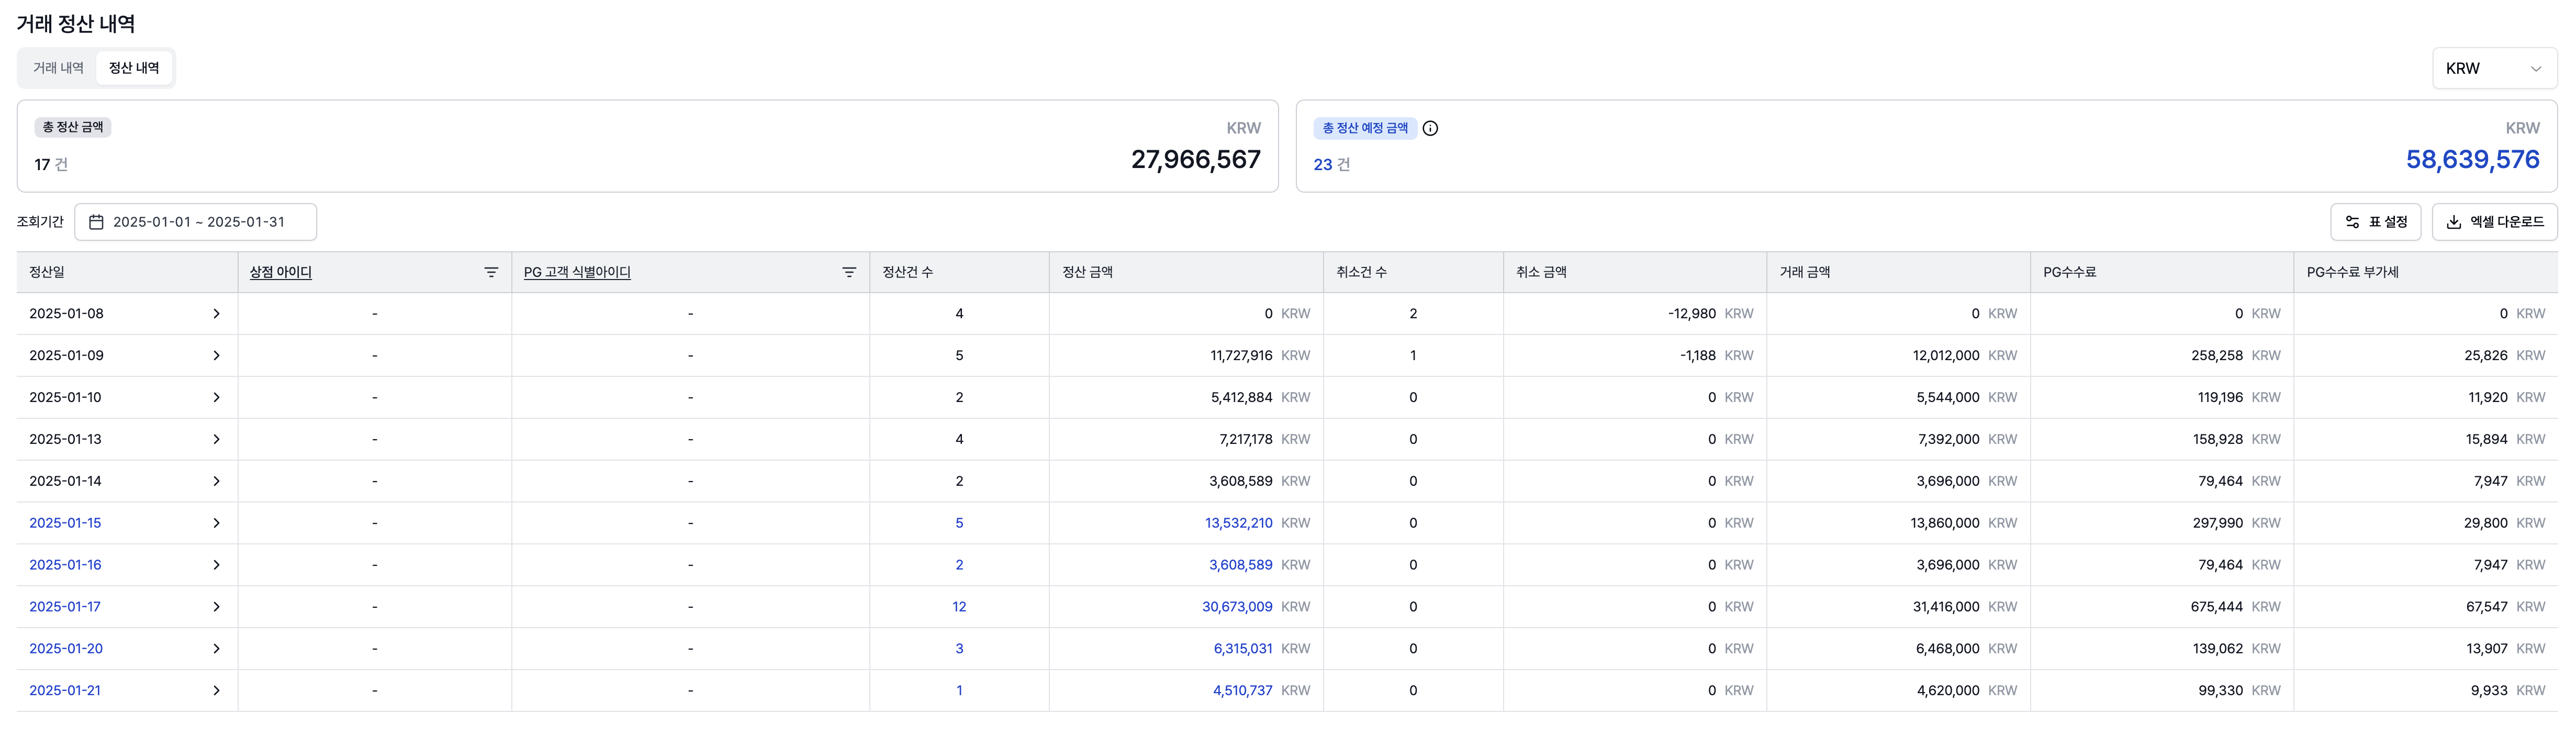 거래 정산 내역
거래 내역 정산 내역 KRW
총 정산 금액 KRW
17 건 27,966,567
총 정산 예정 금액 KRW
23 건 58,639,576
조회기간 2025-01-01 ~ 2025-01-31 표 설정 엑셀 다운로드
정산일 상점 아이디 PG 고객 식별아이디 정산건 수 정산 금액 취소건 수 취소 금액 거래 금액 PG수수료 PG수수료 부가세
2025-01-08 - - 4 0 KRW 2 -12,980 KRW 0 KRW 0 KRW 0 KRW
2025-01-09 - - 5 11,727,916 KRW 1 -1,188 KRW 12,012,000 KRW 258,258 KRW 25,826 KRW
2025-01-10 - - 2 5,412,884 KRW 0 0 KRW 5,544,000 KRW 119,196 KRW 11,920 KRW
2025-01-13 - - 4 7,217,178 KRW 0 0 KRW 7,392,000 KRW 158,928 KRW 15,894 KRW
2025-01-14 - - 2 3,608,589 KRW 0 0 KRW 3,696,000 KRW 79,464 KRW 7,947 KRW
2025-01-15 - - 5 13,532,210 KRW 0 0 KRW 13,860,000 KRW 297,990 KRW 29,800 KRW
2025-01-16 - - 2 3,608,589 KRW 0 0 KRW 3,696,000 KRW 79,464 KRW 7,947 KRW
2025-01-17 - - 12 30,673,009 KRW 0 0 KRW 31,416,000 KRW 675,444 KRW 67,547 KRW
2025-01-20 - - 3 6,315,031 KRW 0 0 KRW 6,468,000 KRW 139,062 KRW 13,907 KRW
2025-01-21 - - 1 4,510,737 KRW 0 0 KRW 4,620,000 KRW 99,330 KRW 9,933 KRW